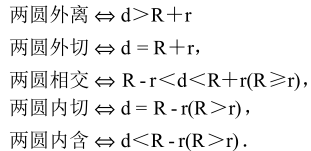 两圆外离⇔d>R+r
两圆外切⇔d=R+r,
两圆相交⇔R-r<d<R+r(R≥r),
两圆内切⇔d=R-r(R>r),
两圆内含⇔d<R-r(R>r).